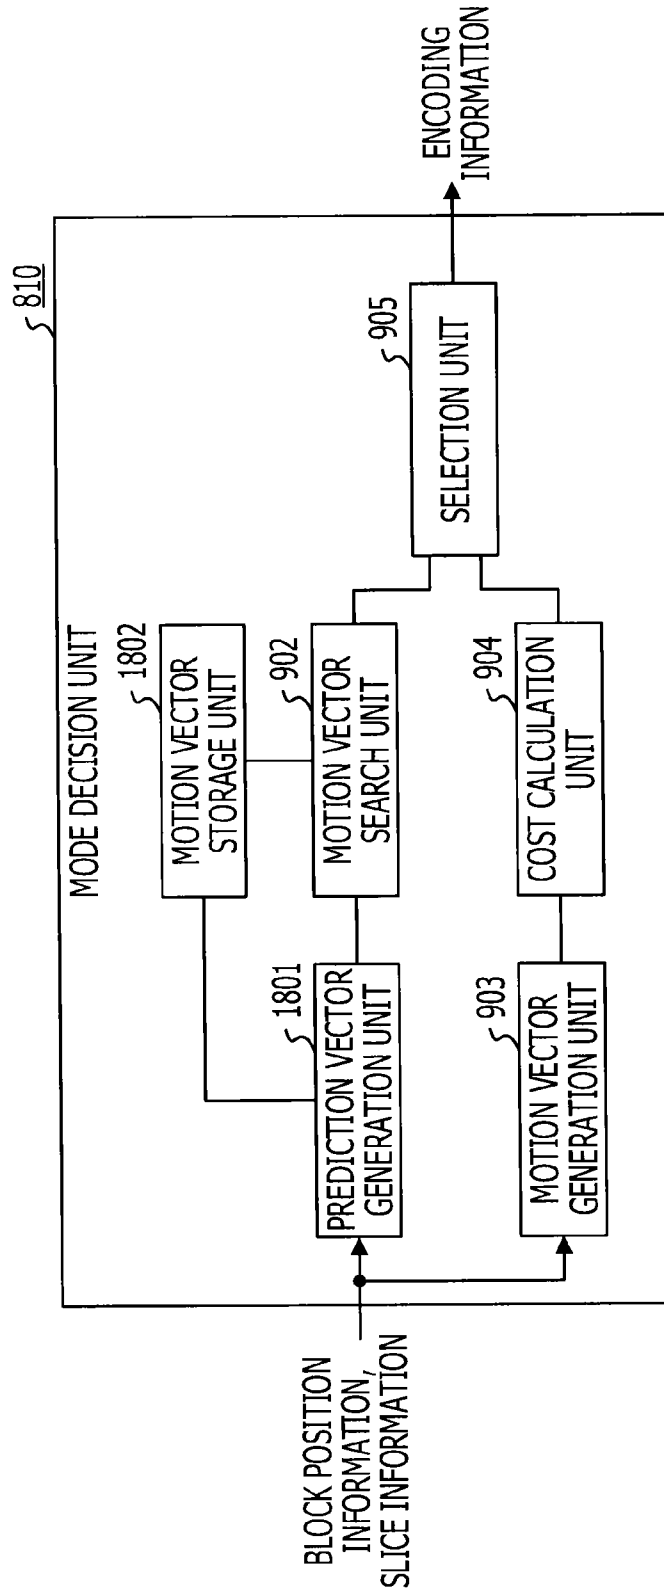 810
MODE DECISION UNIT
BLOCK POSITION
INFORMATION,
SLICE INFORMATION
1801
PREDICTION VECTOR
GENERATION UNIT
1802
MOTION VECTOR
STORAGE UNIT
902
MOTION VECTOR
SEARCH UNIT
903
MOTION VECTOR
GENERATION UNIT
904
COST CALCULATION
UNIT
905
SELECTION UNIT
ENCODING
INFORMATION